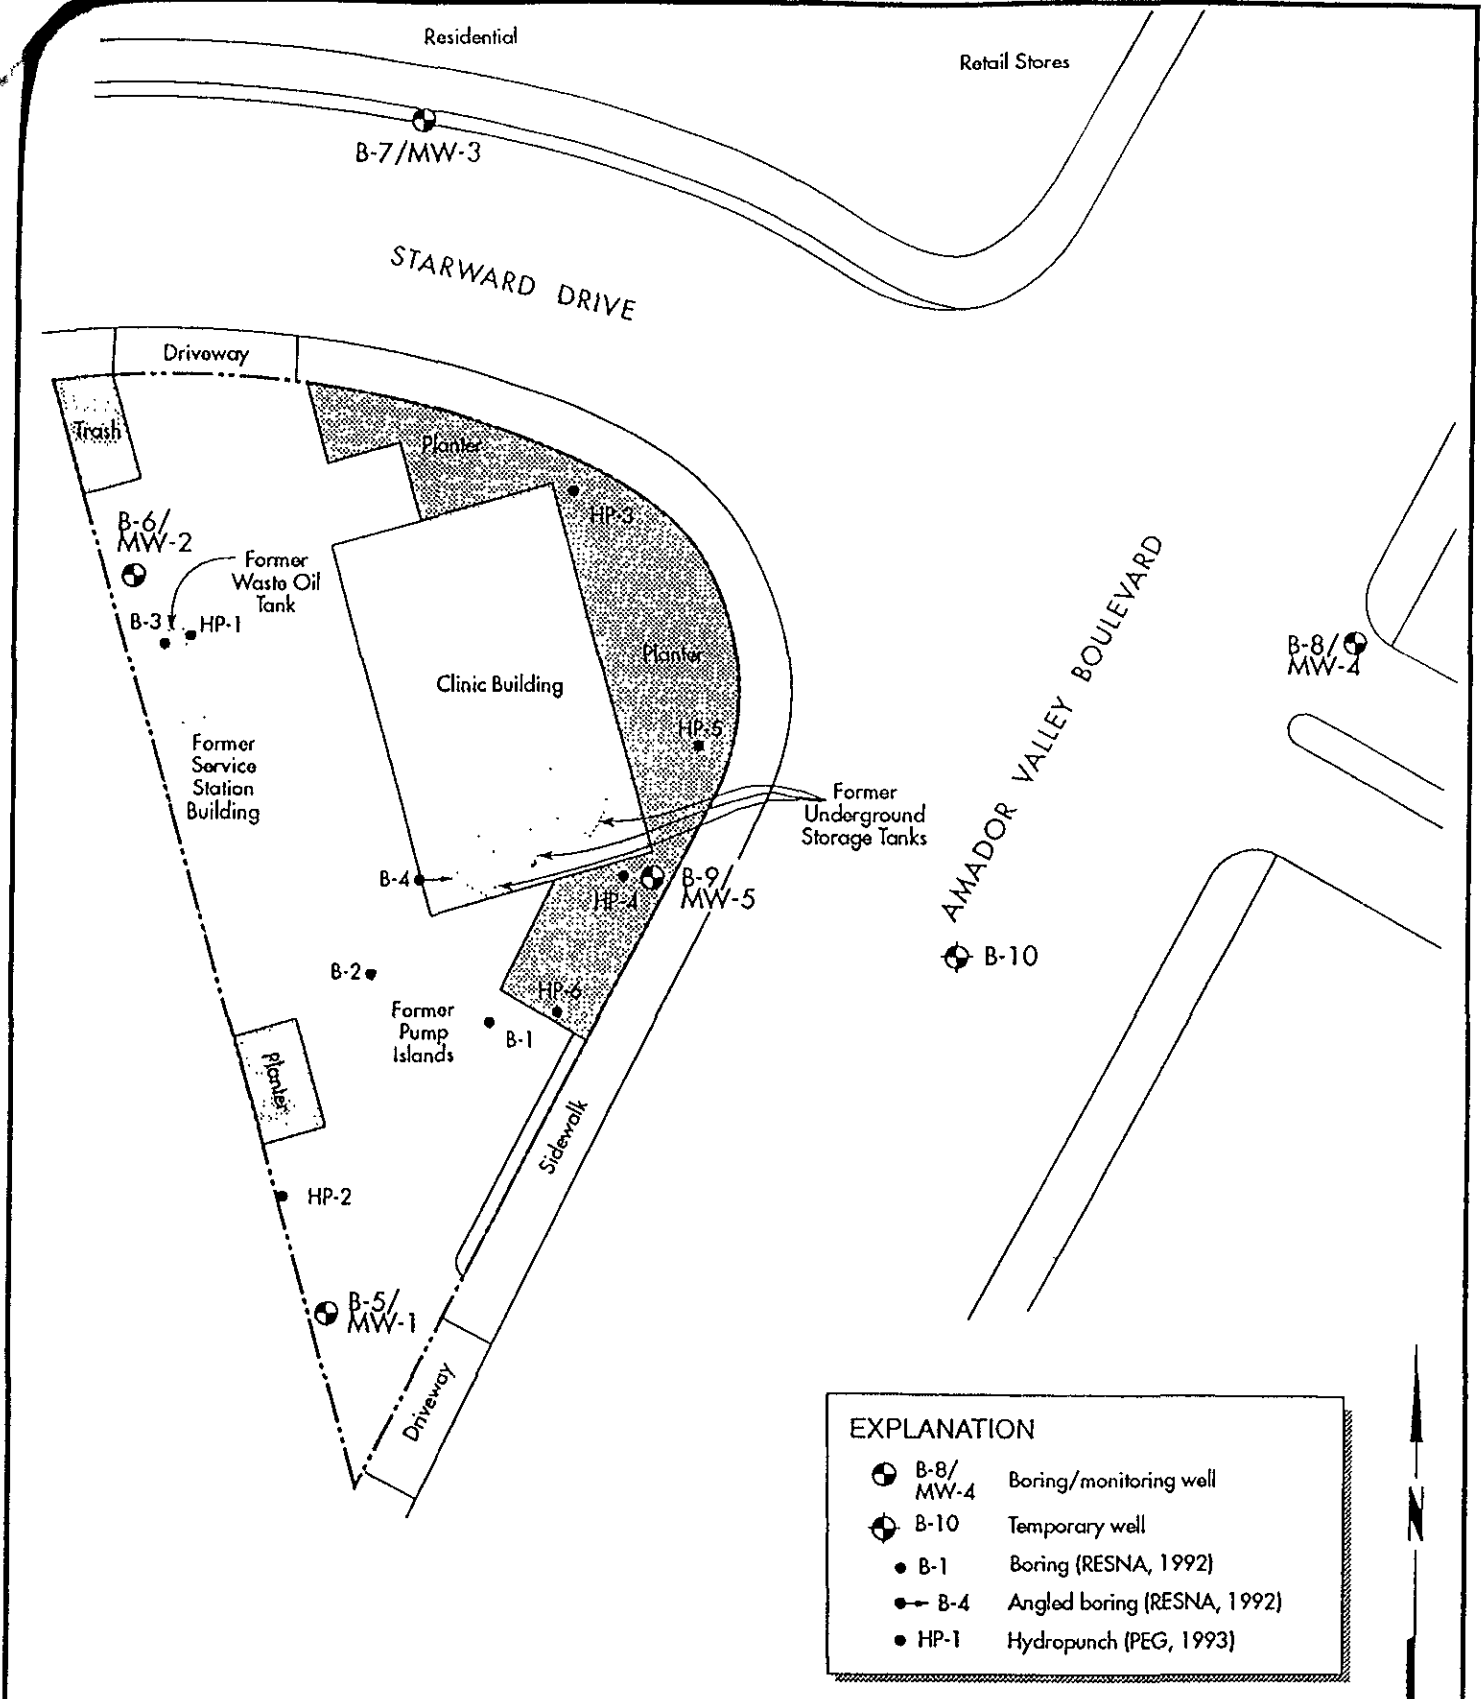 Residential
Retail Stores
B-7/MW-3
STARWARD DRIVE
Driveway
Trash
Planter
HP-3
B-6/
MW-2
Former
Waste Oil
Tank
B-3
HP-1
Planter
Clinic Building
B-8/
MW-4
AMADOR VALLEY BOULEVARD
HP-5
Former
Service
Station
Building
Former
Underground
Storage Tanks
B-4
HP-4
B-9/
MW-5
B-10
B-2
HP-6
Former
Pump
Islands
B-1
Planter
Sidewalk
HP-2
B-5/
MW-1
Driveway
EXPLANATION
B-8/
MW-4
Boring/monitoring well
B-10 Temporary well
B-1 Boring (RESNA, 1992)
B-4 Angled boring (RESNA, 1992)
HP-1 Hydropunch (PEG, 1993)
N